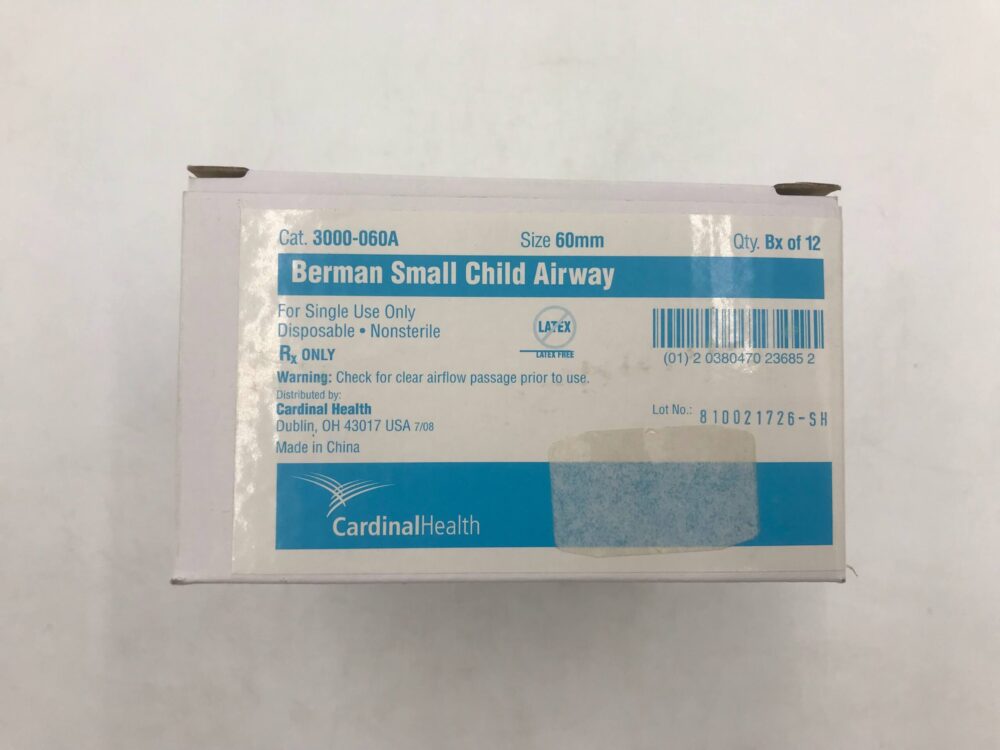 Cat. 3000-060A Size 60mm Qty. Bx of 12
Berman Small Child Airway
For Single Use Only
Disposable • Nonsterile
Rx ONLY
LATEX
LATEX FREE
(01) 2 0380470 23685 2
Warning: Check for clear airflow passage prior to use.
Distributed by:
Cardinal Health
Dublin, OH 43017 USA 7/08
Made in China
Lot No.: 810021726-SH
CardinalHealth